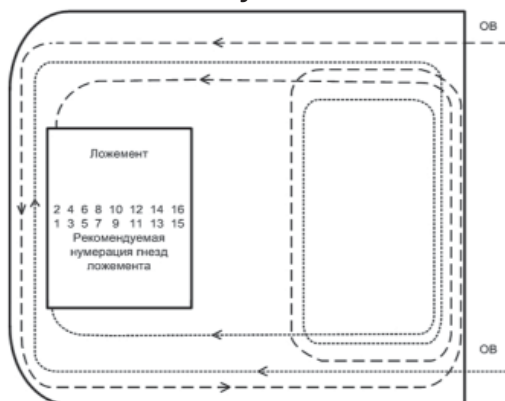 ОВ
Ложемент
2 4 6 8 10 12 14 16
1 3 5 7 9 11 13 15
Рекомендуемая
нумерация гнезд
ложемента
ОВ